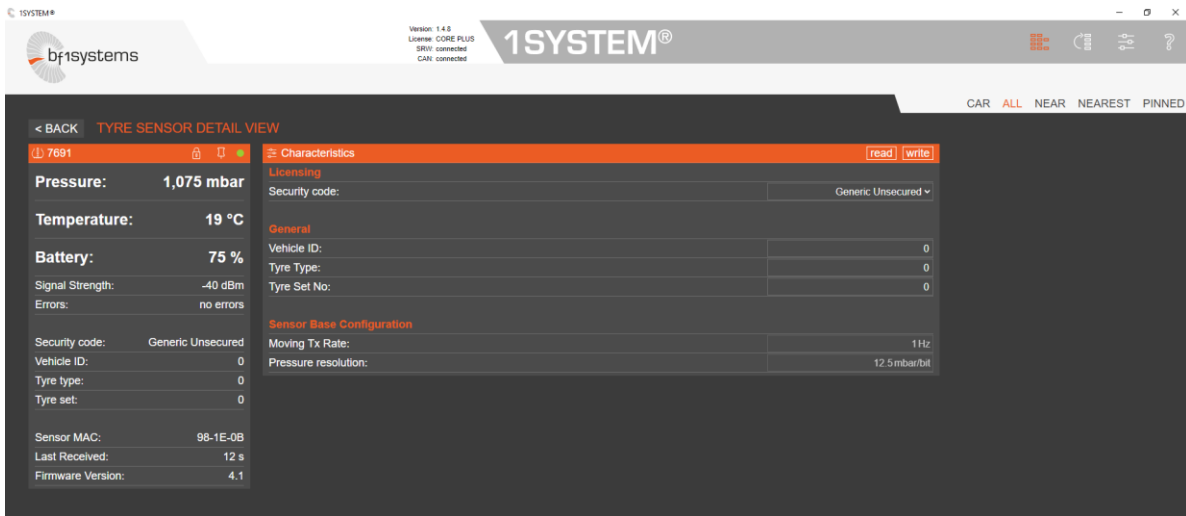 1SYSTEM®
bf1systems
Version: 1.4.8
License: CORE PLUS
SRW: connected
CAN: connected
1SYSTEM®
CAR ALL NEAR NEAREST PINNED
< BACK TYRE SENSOR DETAIL VIEW
7691
Pressure: 1,075 mbar
Temperature: 19 °C
Battery: 75 %
Signal Strength: -40 dBm
Errors: no errors
Security code: Generic Unsecured
Vehicle ID: 0
Tyre type: 0
Tyre set: 0
Sensor MAC: 98-1E-0B
Last Received: 12 s
Firmware Version: 4.1
Characteristics read write
Licensing
Security code: Generic Unsecured
General
Vehicle ID: 0
Tyre Type: 0
Tyre Set No: 0
Sensor Base Configuration
Moving Tx Rate: 1Hz
Pressure resolution: 12.5mbar/bit